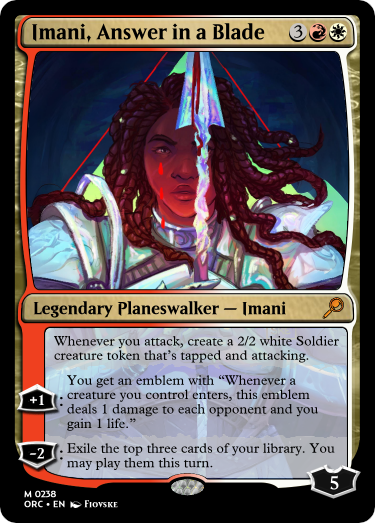 Imani, Answer in a Blade 3
Legendary Planeswalker — Imani
Whenever you attack, create a 2/2 white Soldier
creature token that's tapped and attacking.
You get an emblem with “Whenever a
creature you control enters, this emblem
+1: deals 1 damage to each opponent and you
gain 1 life.”
-2: Exile the top three cards of your library. You
may play them this turn.
5
M 0238
ORC • EN Fiovske